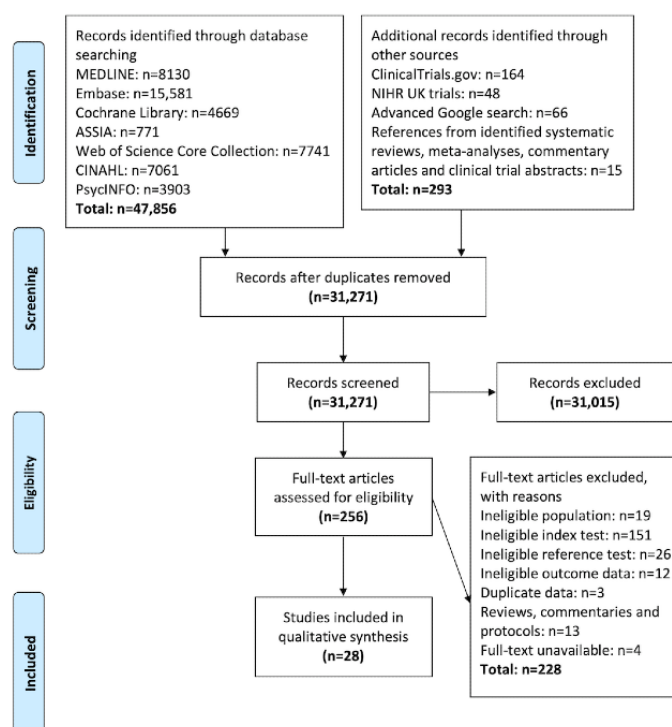 Identification
Records identified through database
searching
MEDLINE: n=8130
Embase: n=15,581
Cochrane Library: n=4669
ASSIA: n=771
Web of Science Core Collection: n=7741
CINAHL: n=7061
PsycINFO: n=3903
Total: n=47,856
Additional records identified through
other sources
ClinicalTrials.gov: n=164
NIHR UK trials: n=48
Advanced Google search: n=66
References from identified systematic
reviews, meta-analyses, commentary
articles and clinical trial abstracts: n=15
Total: n=293
Screening
Records after duplicates removed
(n=31,271)
Records screened
(n=31,271)
Records excluded
(n=31,015)
Eligibility
Full-text articles
assessed for eligibility
(n=256)
Full-text articles excluded,
with reasons
Ineligible population: n=19
Ineligible index test: n=151
Ineligible reference test: n=26
Ineligible outcome data: n=12
Duplicate data: n=3
Reviews, commentaries and
protocols: n=13
Full-text unavailable: n=4
Total: n=228
Included
Studies included in
qualitative synthesis
(n=28)